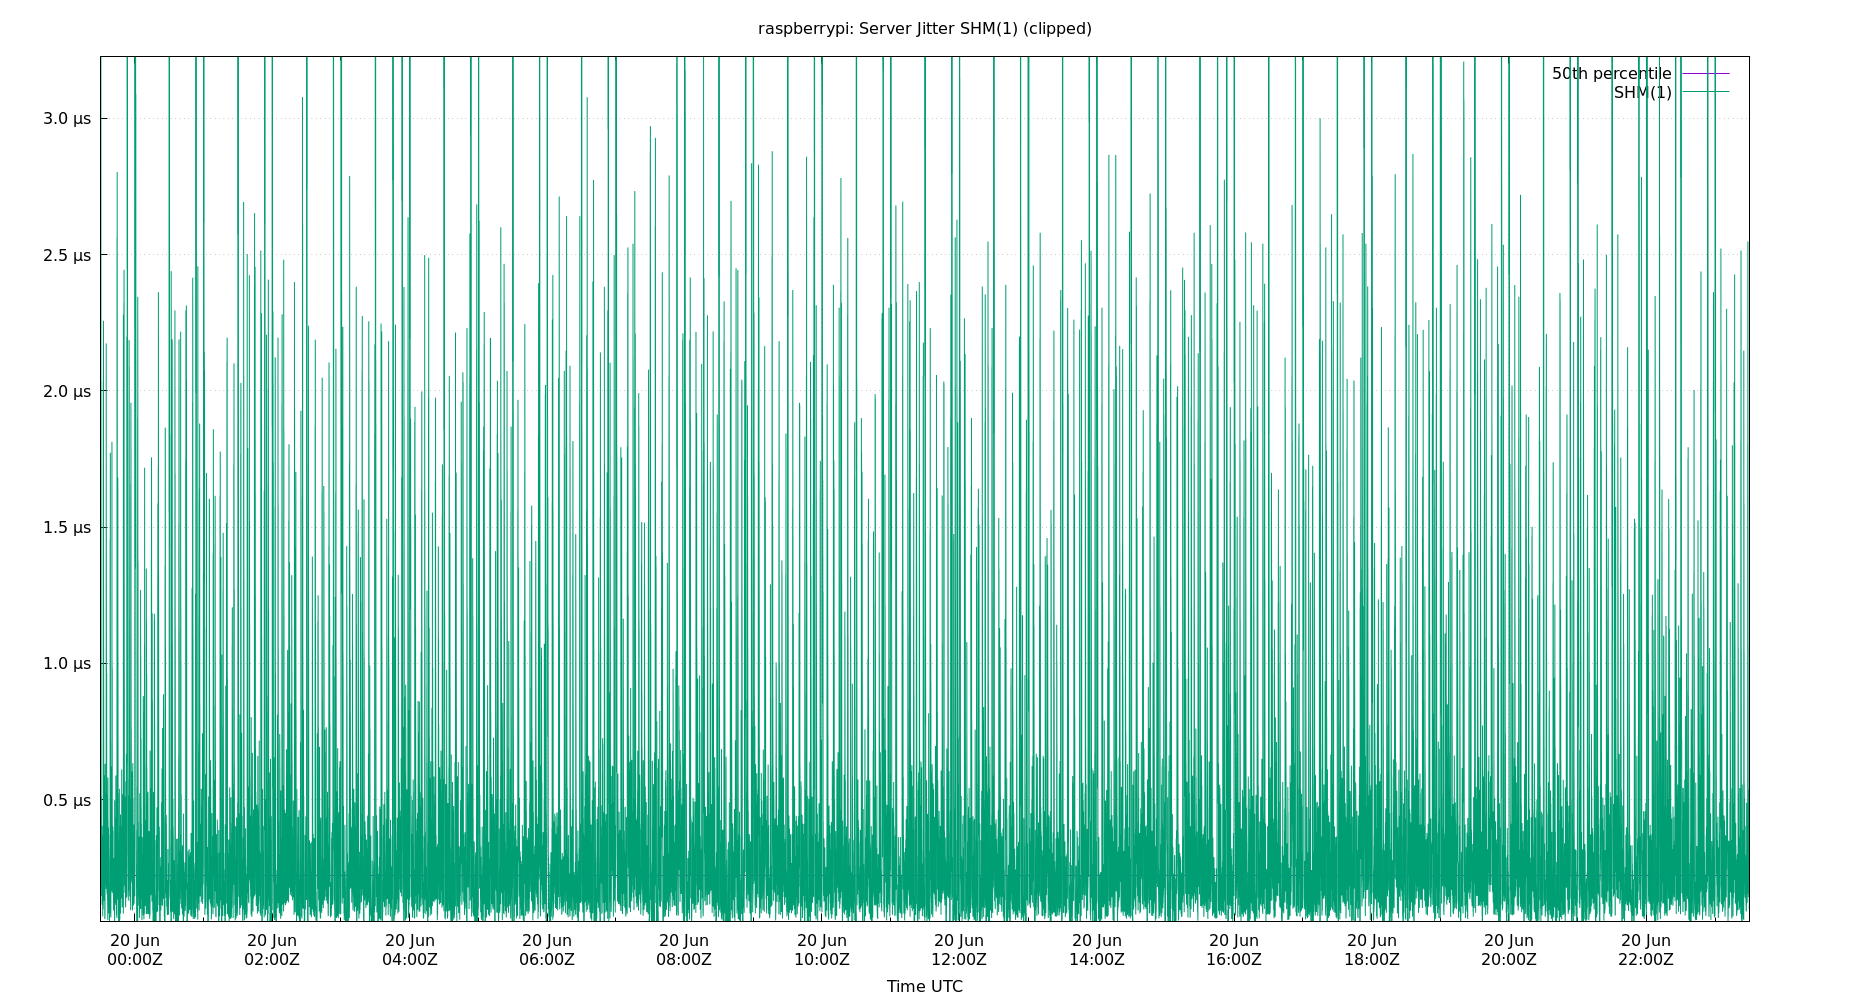 raspberrypi: Server Jitter SHM(1) (clipped)
50th percentile
SHM(1)
3.0 µs
2.5 µs
2.0 µs
1.5 µs
1.0 µs
0.5 µs
20 Jun 20 Jun 20 Jun 20 Jun 20 Jun 20 Jun 20 Jun 20 Jun 20 Jun 20 Jun 20 Jun 20 Jun
00:00Z 02:00Z 04:00Z 06:00Z 08:00Z 10:00Z 12:00Z 14:00Z 16:00Z 18:00Z 20:00Z 22:00Z
Time UTC